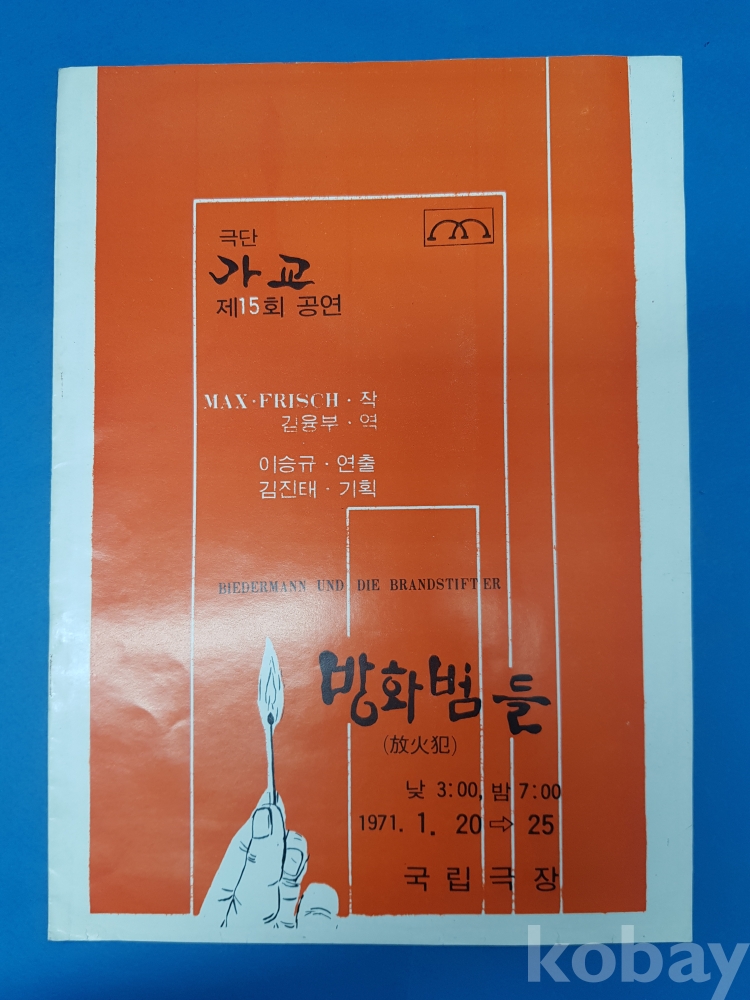 극단
가교
제15회 공연
MAX·FRISCH·작
김융부·역
이승규·연출
김진태·기획
BIEDERMANN UND DIE BRANDSTIFTER
방화범들
(放火犯)
낮 3:00, 밤 7:00
1971. 1. 20 ⇨ 25
국립극장
kobay